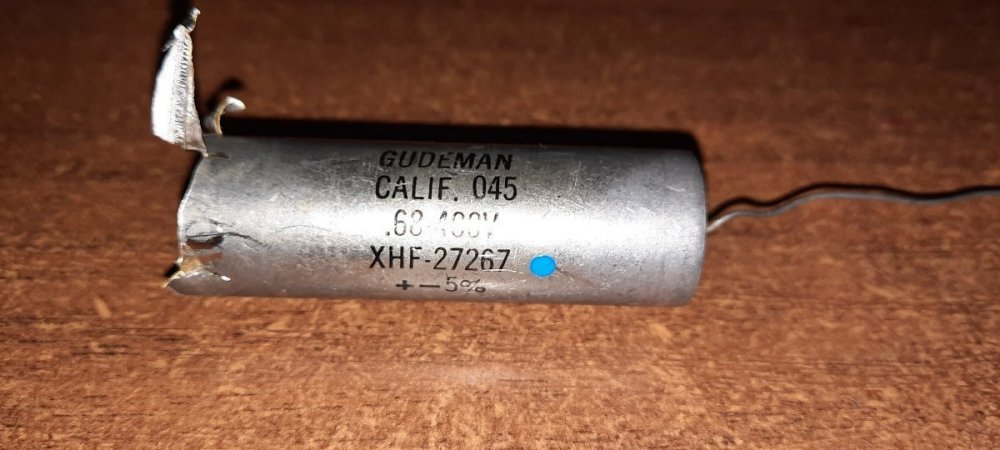 GUDEMAN
CALIF. 045
.68-400V
XHF-27267
+-5%